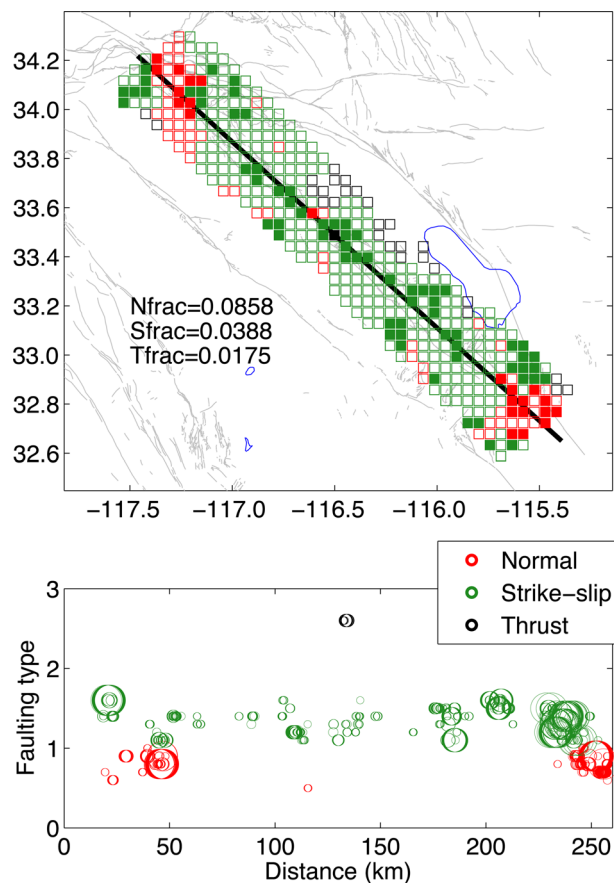 34.2
34.0
33.8
33.6
33.4
33.2
33.0
32.8
32.6
Nfrac=0.0858
Sfrac=0.0388
Tfrac=0.0175
−117.5 −117.0 −116.5 −116.0 −115.5
Normal
Strike−slip
Thrust
3
2
1
0
Faulting type
0 50 100 150 200 250
Distance (km)